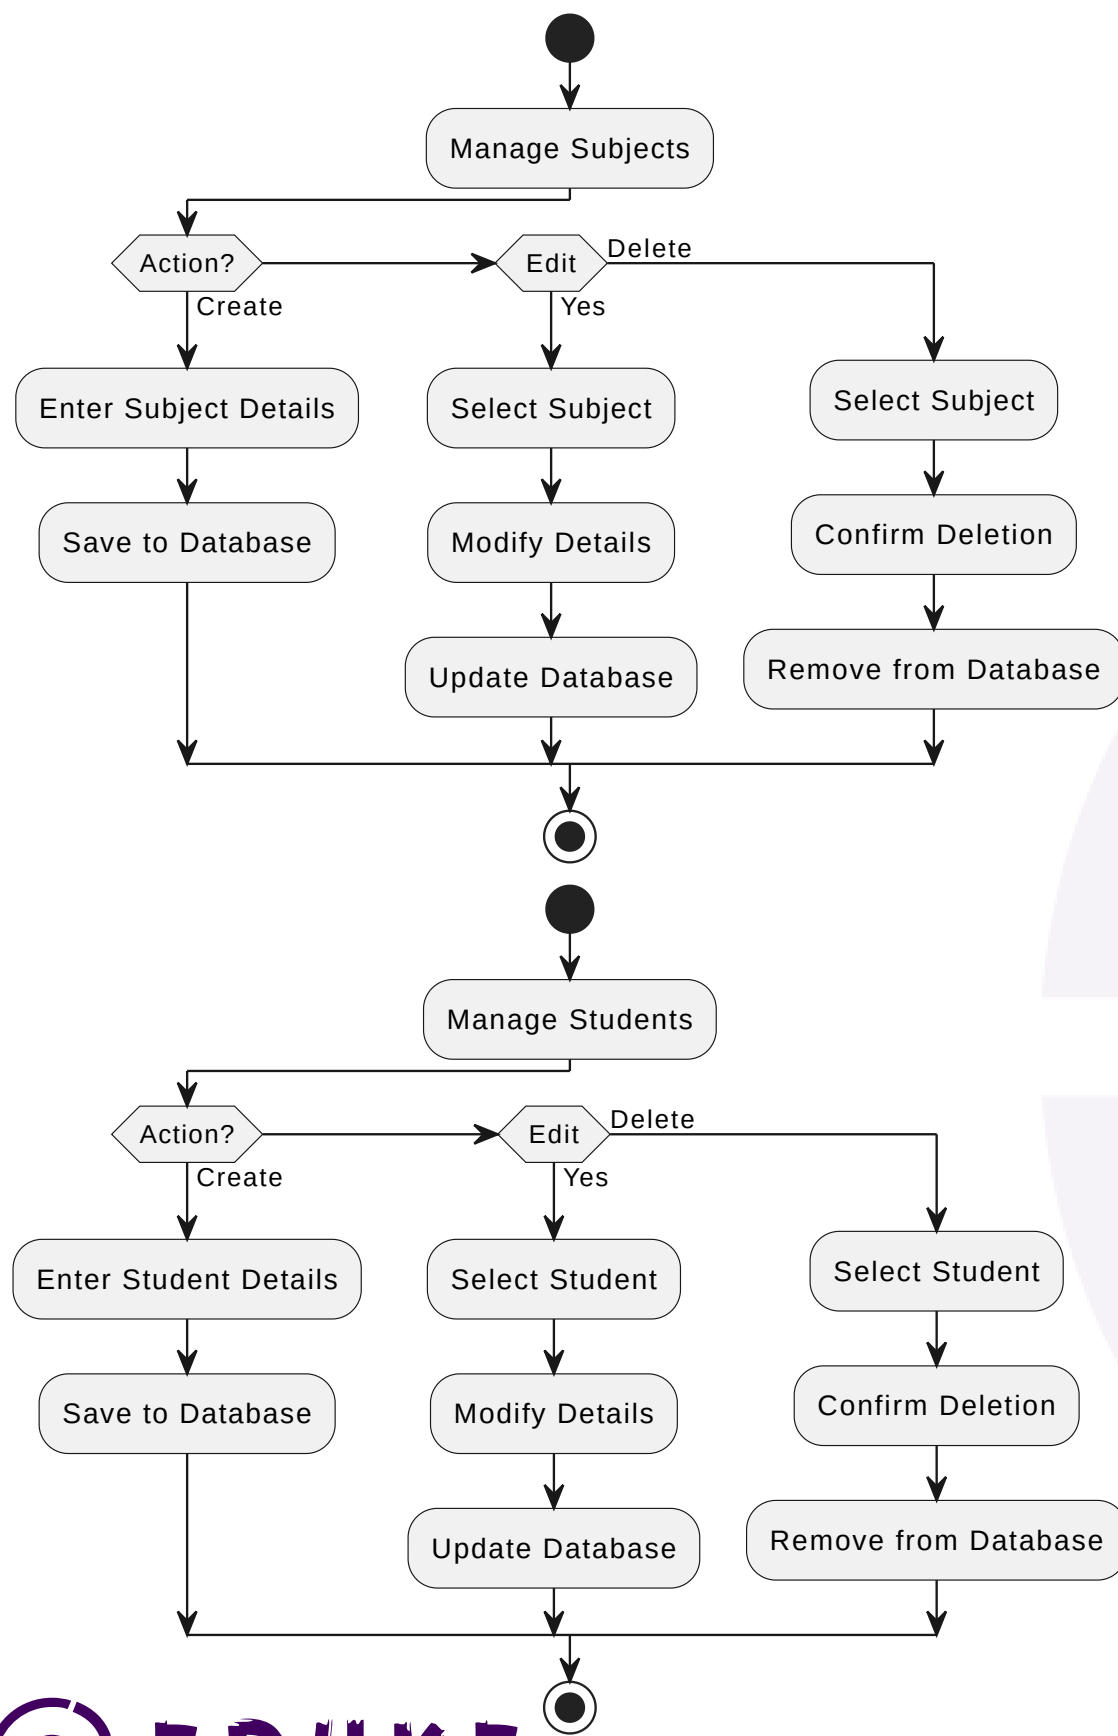 Manage Subjects
Action?
Edit
Delete
Create
Yes
Enter Subject Details
Select Subject
Select Subject
Save to Database
Modify Details
Confirm Deletion
Update Database
Remove from Database
Manage Students
Action?
Edit
Delete
Create
Yes
Enter Student Details
Select Student
Select Student
Save to Database
Modify Details
Confirm Deletion
Update Database
Remove from Database